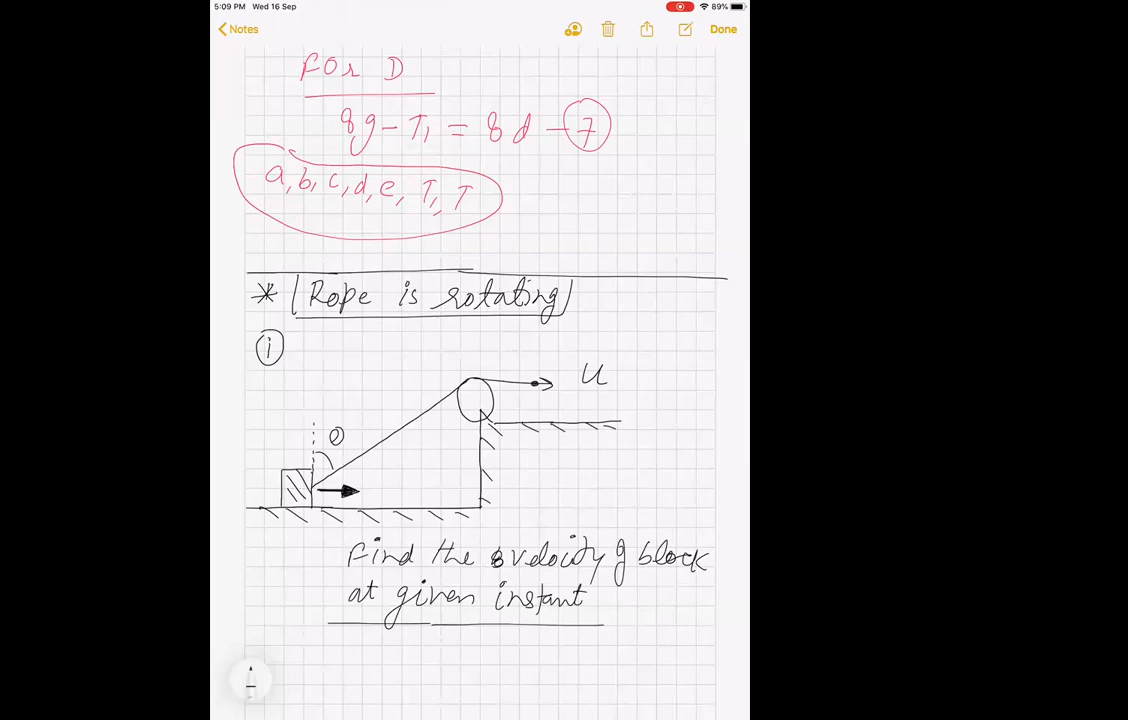 5:09 PM Wed 16 Sep 89%
Notes Done
For D
8g - T₁ = 8d - 7
a, b, c, d, e, T₁, T
* Rope is rotating
1
u
θ
Find the velocity of block
at given instant